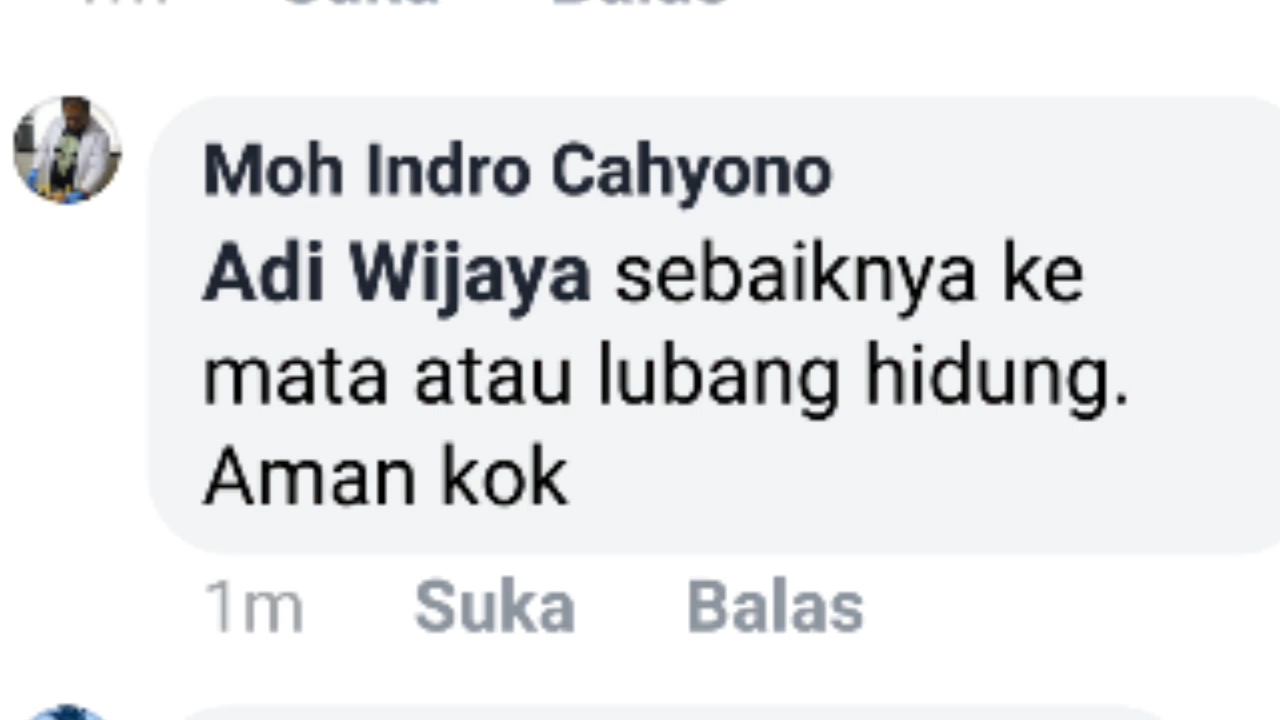 Moh Indro Cahyono
Adi Wijaya sebaiknya ke
mata atau lubang hidung.
Aman kok
1m Suka Balas